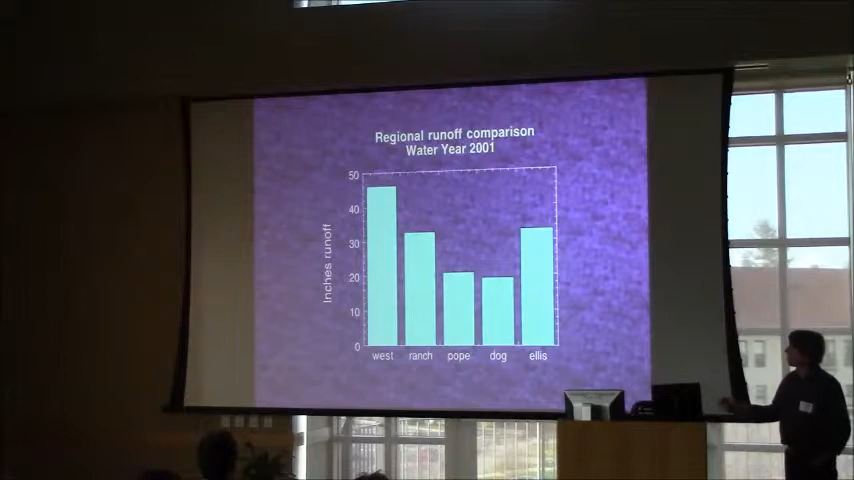 Regional runoff comparison
Water Year 2001
Inches runoff
50
40
30
20
10
0
west ranch pope dog ellis